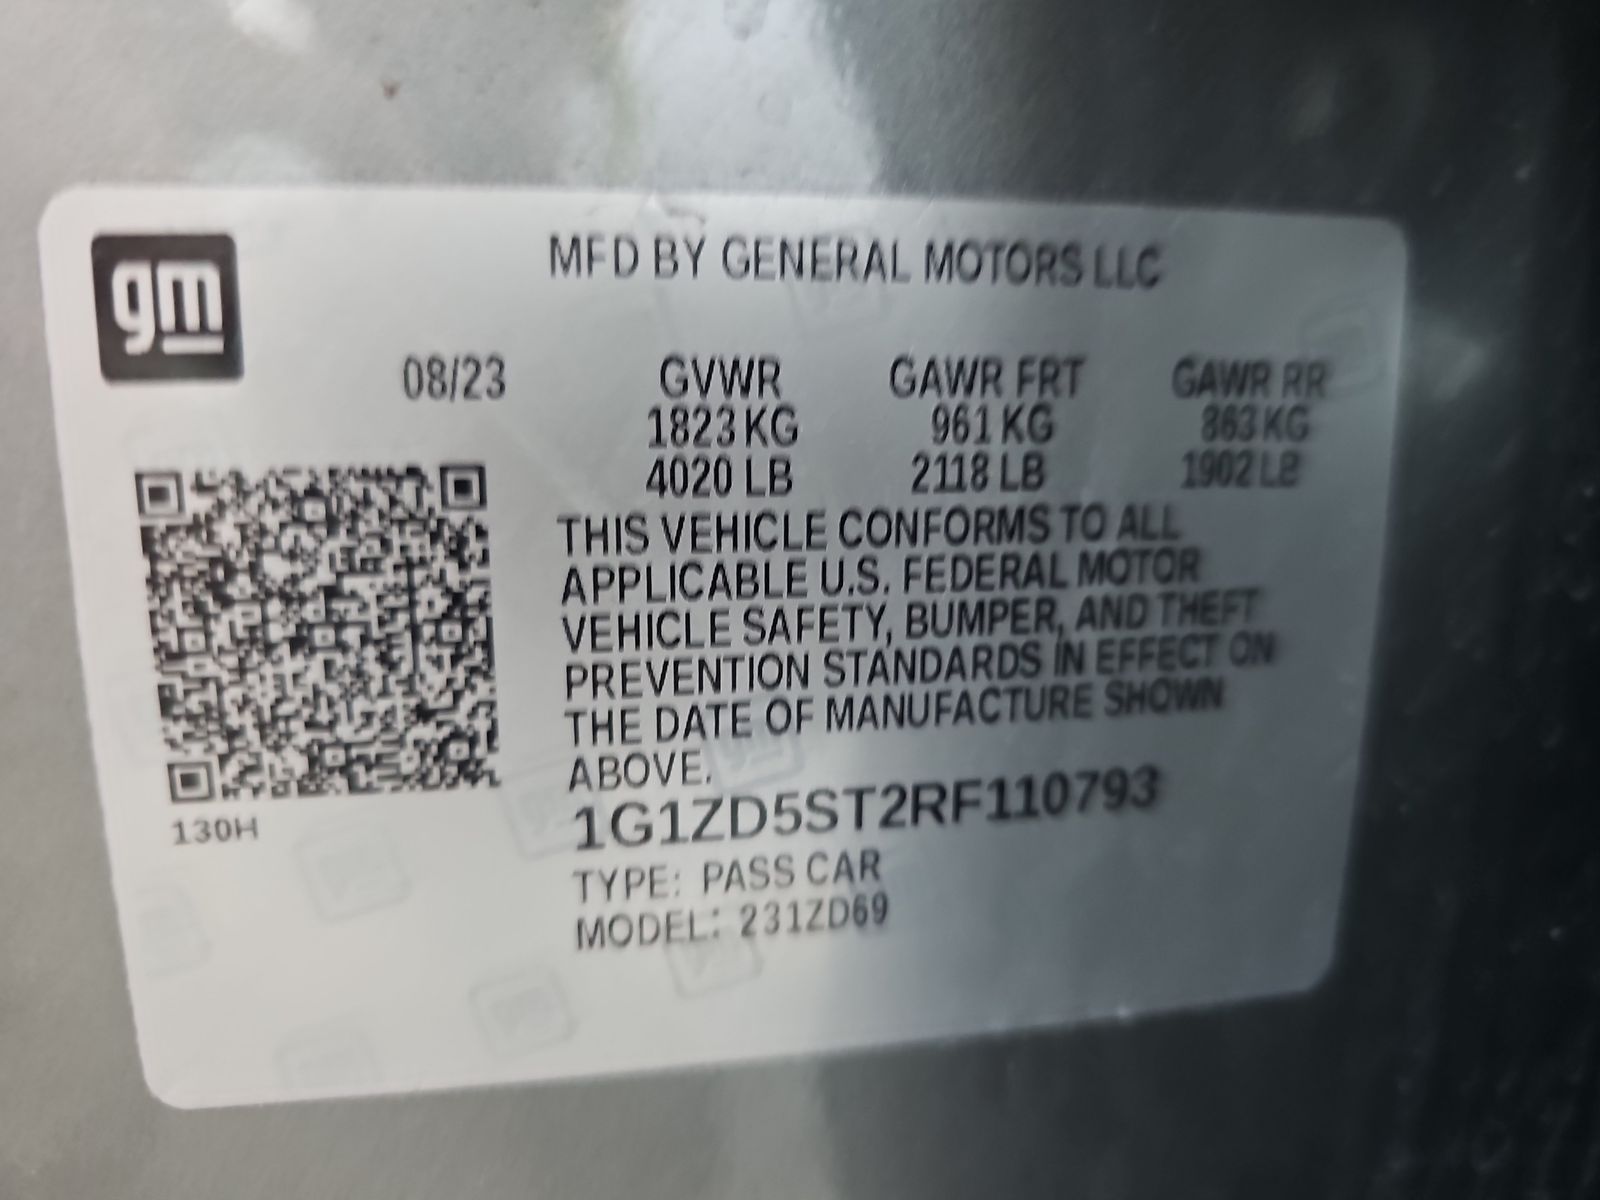 gm
MFD BY GENERAL MOTORS LLC
08/23 GVWR GAWR FRT GAWR RR
1823 KG 961 KG 863 KG
4020 LB 2118 LB 1902 LB
THIS VEHICLE CONFORMS TO ALL
APPLICABLE U.S. FEDERAL MOTOR
VEHICLE SAFETY, BUMPER, AND THEFT
PREVENTION STANDARDS IN EFFECT ON
THE DATE OF MANUFACTURE SHOWN
ABOVE.
1G1ZD5ST2RF110793
130H
TYPE: PASS CAR
MODEL: 231ZD69